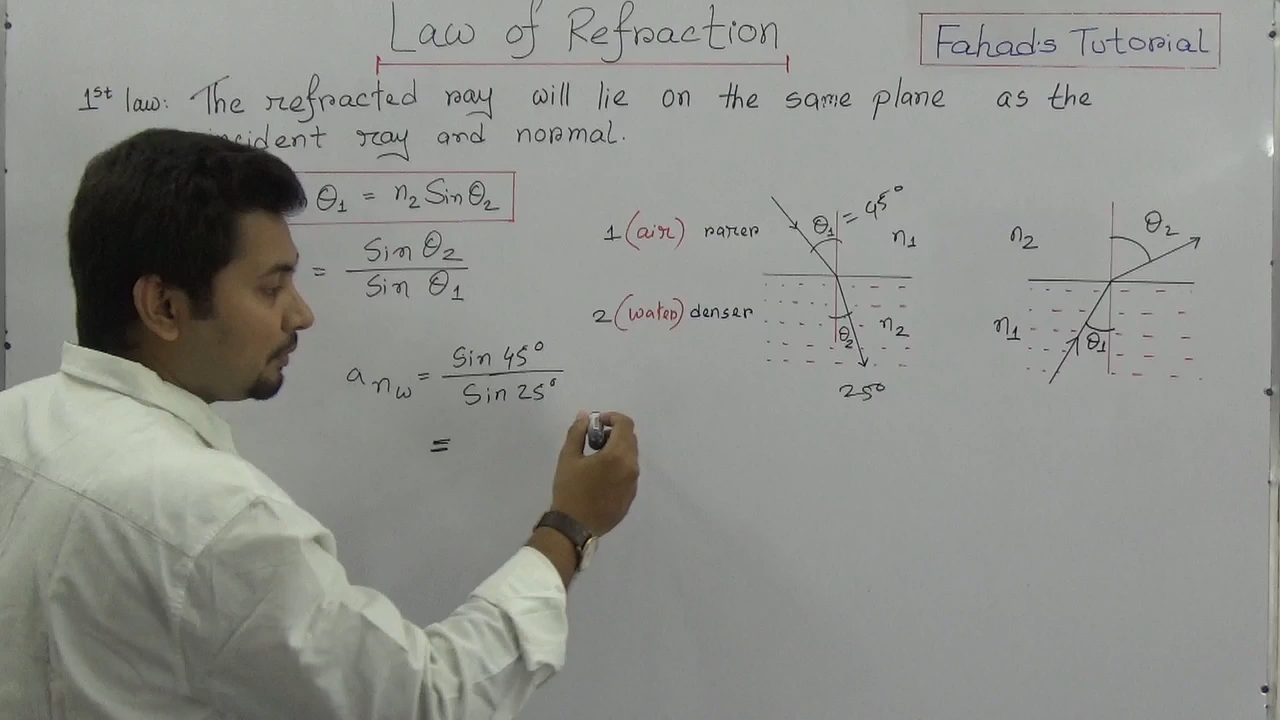 Law of Refraction
Fahad's Tutorial
1st law: The refracted ray will lie on the same plane as the
incident ray and normal.
θ₁ = n₂ Sin θ₂
= Sin θ₂ / Sin θ₁
anw = Sin 45° / Sin 25°
=
1 (air) rarer
2 (water) denser
θ₁ = 45°
n₁
θ₂
n₂
25°
n₂
θ₂
n₁
θ₁